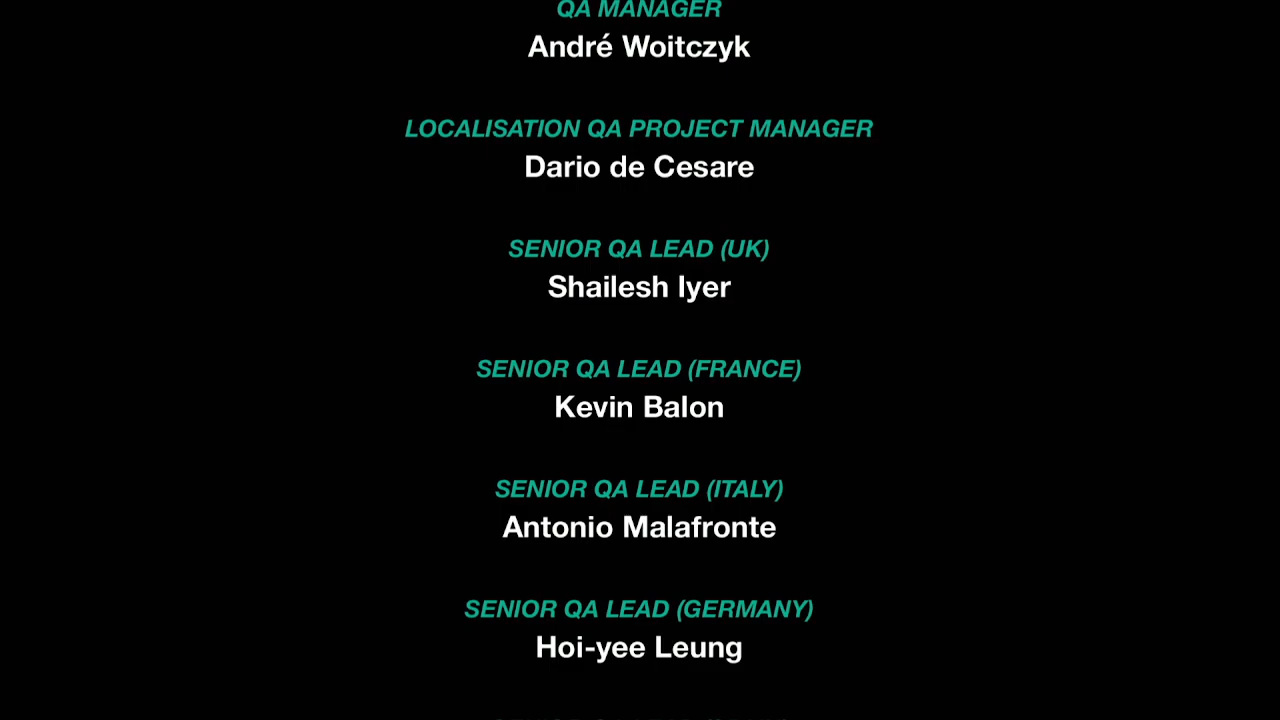 QA MANAGER
André Woitczyk
LOCALISATION QA PROJECT MANAGER
Dario de Cesare
SENIOR QA LEAD (UK)
Shailesh Iyer
SENIOR QA LEAD (FRANCE)
Kevin Balon
SENIOR QA LEAD (ITALY)
Antonio Malafronte
SENIOR QA LEAD (GERMANY)
Hoi-yee Leung